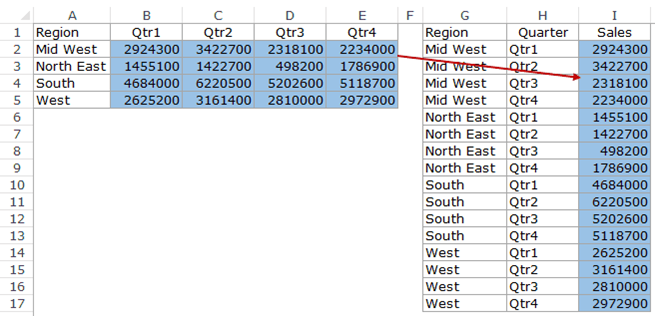 A B C D E F G H I
1 Region Qtr1 Qtr2 Qtr3 Qtr4 Region Quarter Sales
2 Mid West 2924300 3422700 2318100 2234000 Mid West Qtr1 2924300
3 North East 1455100 1422700 498200 1786900 Mid West Qtr2 3422700
4 South 4684000 6220500 5202600 5118700 Mid West Qtr3 2318100
5 West 2625200 3161400 2810000 2972900 Mid West Qtr4 2234000
6 North East Qtr1 1455100
7 North East Qtr2 1422700
8 North East Qtr3 498200
9 North East Qtr4 1786900
10 South Qtr1 4684000
11 South Qtr2 6220500
12 South Qtr3 5202600
13 South Qtr4 5118700
14 West Qtr1 2625200
15 West Qtr2 3161400
16 West Qtr3 2810000
17 West Qtr4 2972900